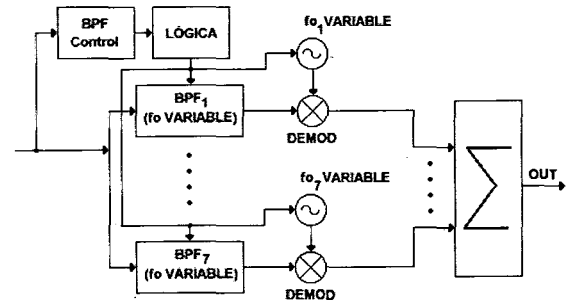 BPF
Control
LÓGICA
fo₁ VARIABLE
BPF₁
(fo VARIABLE)
DEMOD
fo₇ VARIABLE
OUT
BPF₇
(fo VARIABLE)
DEMOD